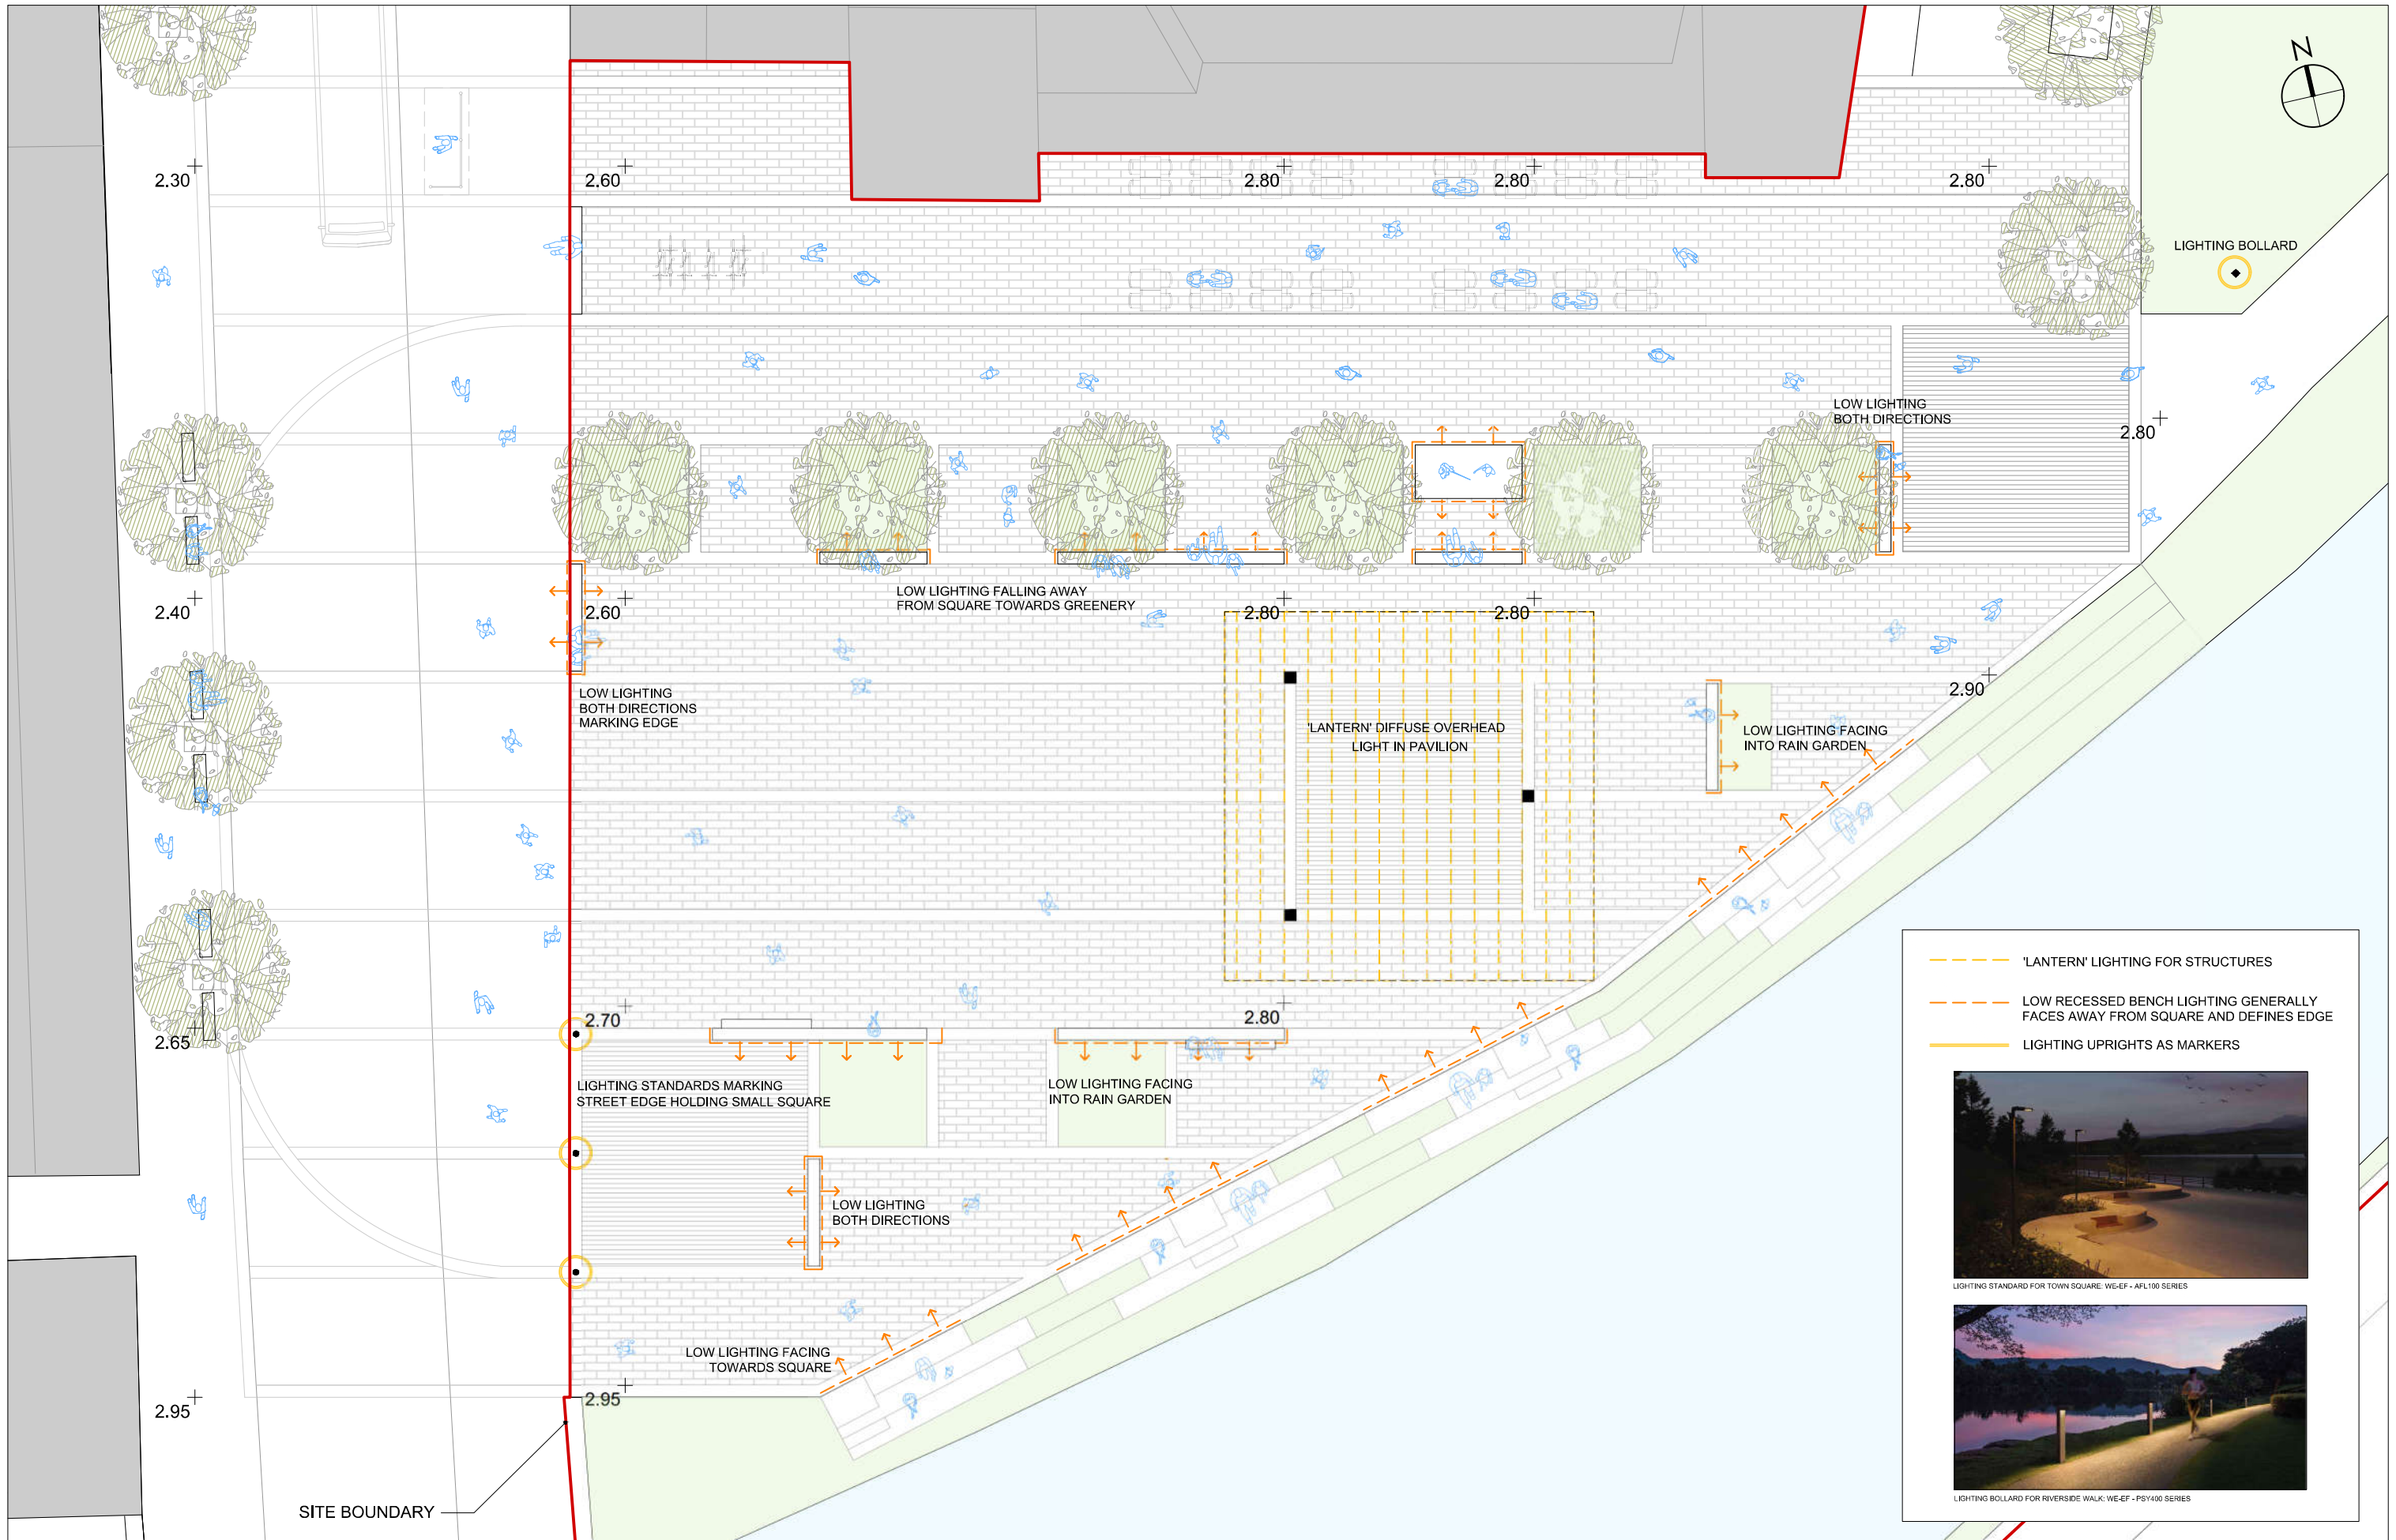 N
2.30
2.60
2.80
2.80
2.80
LIGHTING BOLLARD
LOW LIGHTING
BOTH DIRECTIONS
2.80
2.40
2.60
LOW LIGHTING FALLING AWAY
FROM SQUARE TOWARDS GREENERY
2.80
2.80
LOW LIGHTING
BOTH DIRECTIONS
MARKING EDGE
2.90
'LANTERN' DIFFUSE OVERHEAD
LIGHT IN PAVILION
LOW LIGHTING FACING
INTO RAIN GARDEN
2.65
2.70
2.80
LIGHTING STANDARDS MARKING
STREET EDGE HOLDING SMALL SQUARE
LOW LIGHTING FACING
INTO RAIN GARDEN
LOW LIGHTING
BOTH DIRECTIONS
LOW LIGHTING FACING
TOWARDS SQUARE
2.95
2.95
SITE BOUNDARY
'LANTERN' LIGHTING FOR STRUCTURES
LOW RECESSED BENCH LIGHTING GENERALLY
FACES AWAY FROM SQUARE AND DEFINES EDGE
LIGHTING UPRIGHTS AS MARKERS
LIGHTING STANDARD FOR TOWN SQUARE: WE-EF - AFL100 SERIES
LIGHTING BOLLARD FOR RIVERSIDE WALK: WE-EF - PSY400 SERIES